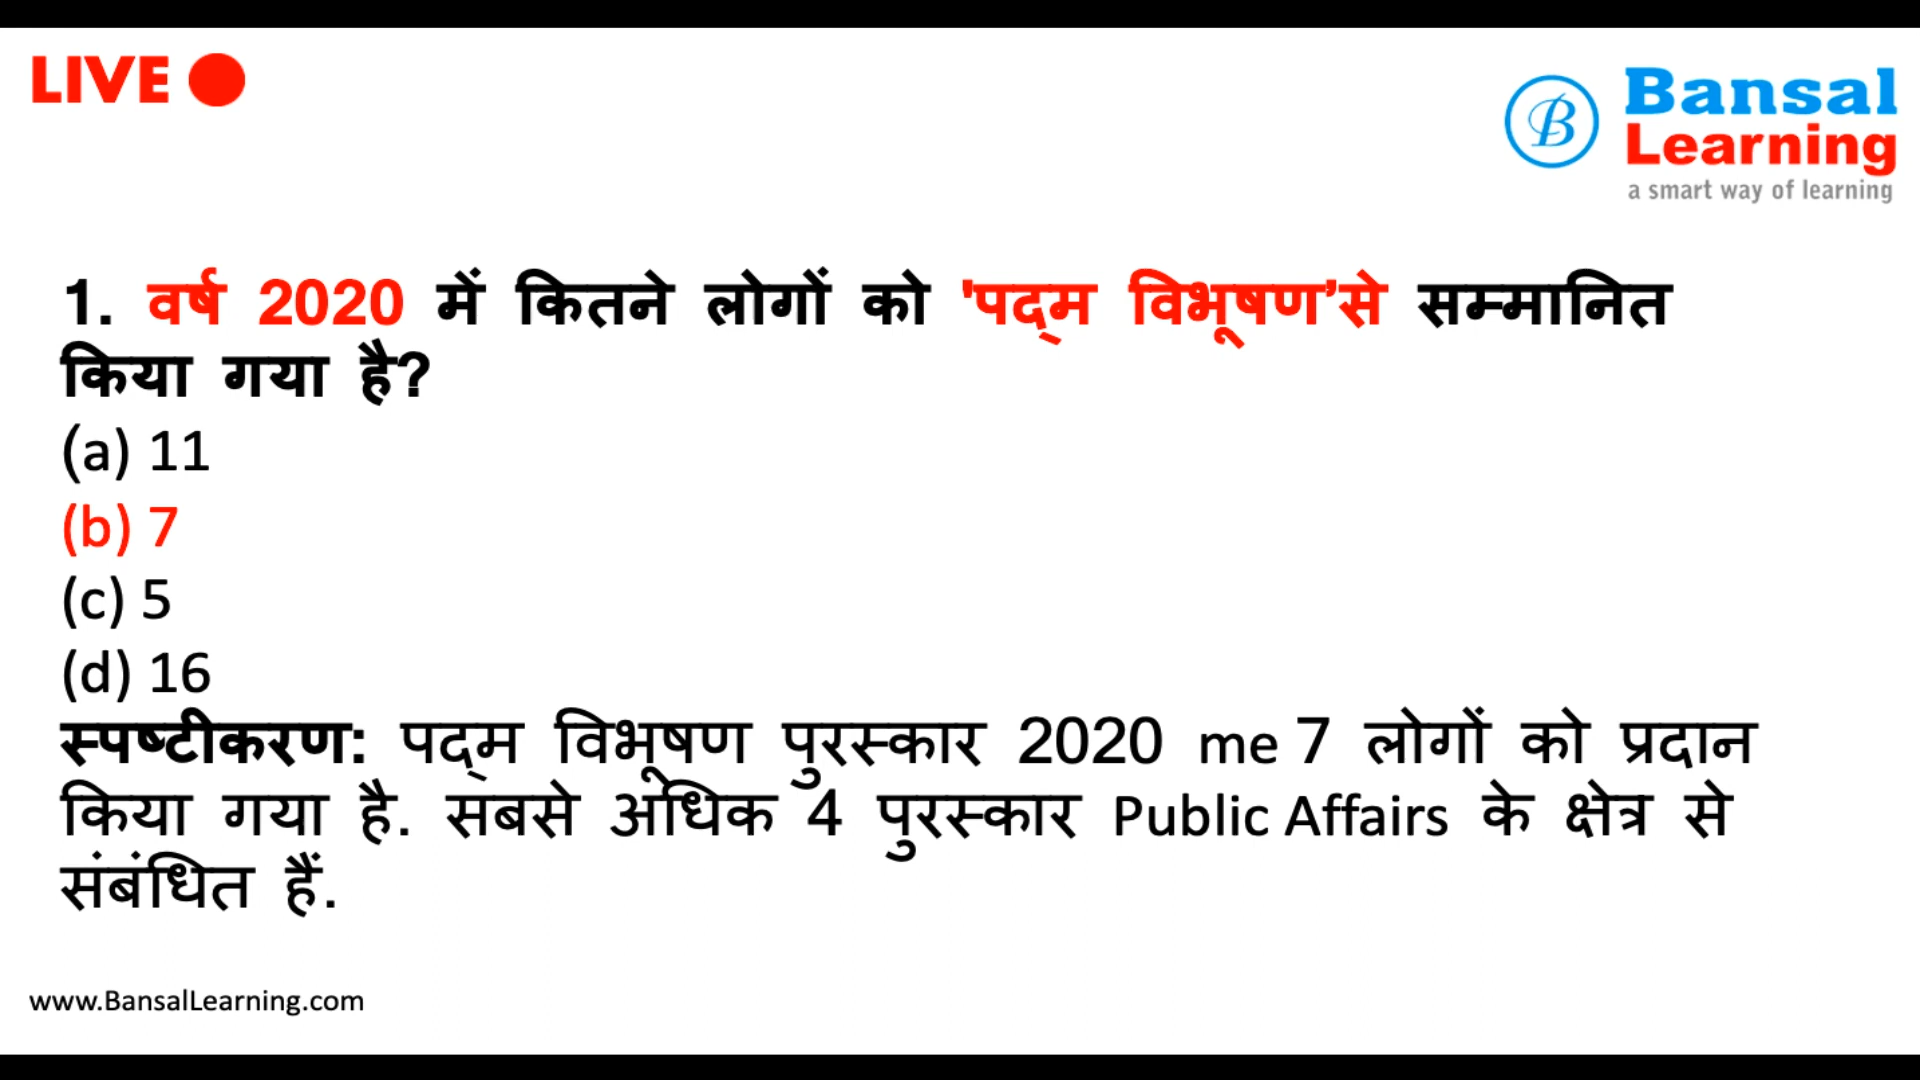 LIVE
B
Bansal
Learning
a smart way of learning
1. वर्ष 2020 में कितने लोगों को 'पद्म विभूषण’से सम्मानित
किया गया है?
(a) 11
(b) 7
(c) 5
(d) 16
स्पष्टीकरण: पद्म विभूषण पुरस्कार 2020 me 7 लोगों को प्रदान
किया गया है. सबसे अधिक 4 पुरस्कार Public Affairs के क्षेत्र से
संबंधित हैं.
www.BansalLearning.com